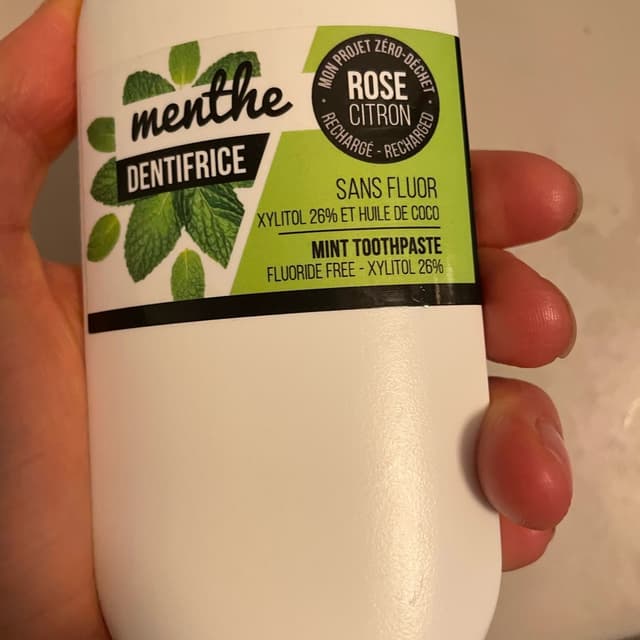 menthe
DENTIFRICE
MON PROJET ZÉRO-DÉCHET
ROSE
CITRON
RECHARGÉ - RECHARGED
SANS FLUOR
XYLITOL 26% ET HUILE DE COCO
MINT TOOTHPASTE
FLUORIDE FREE - XYLITOL 26%